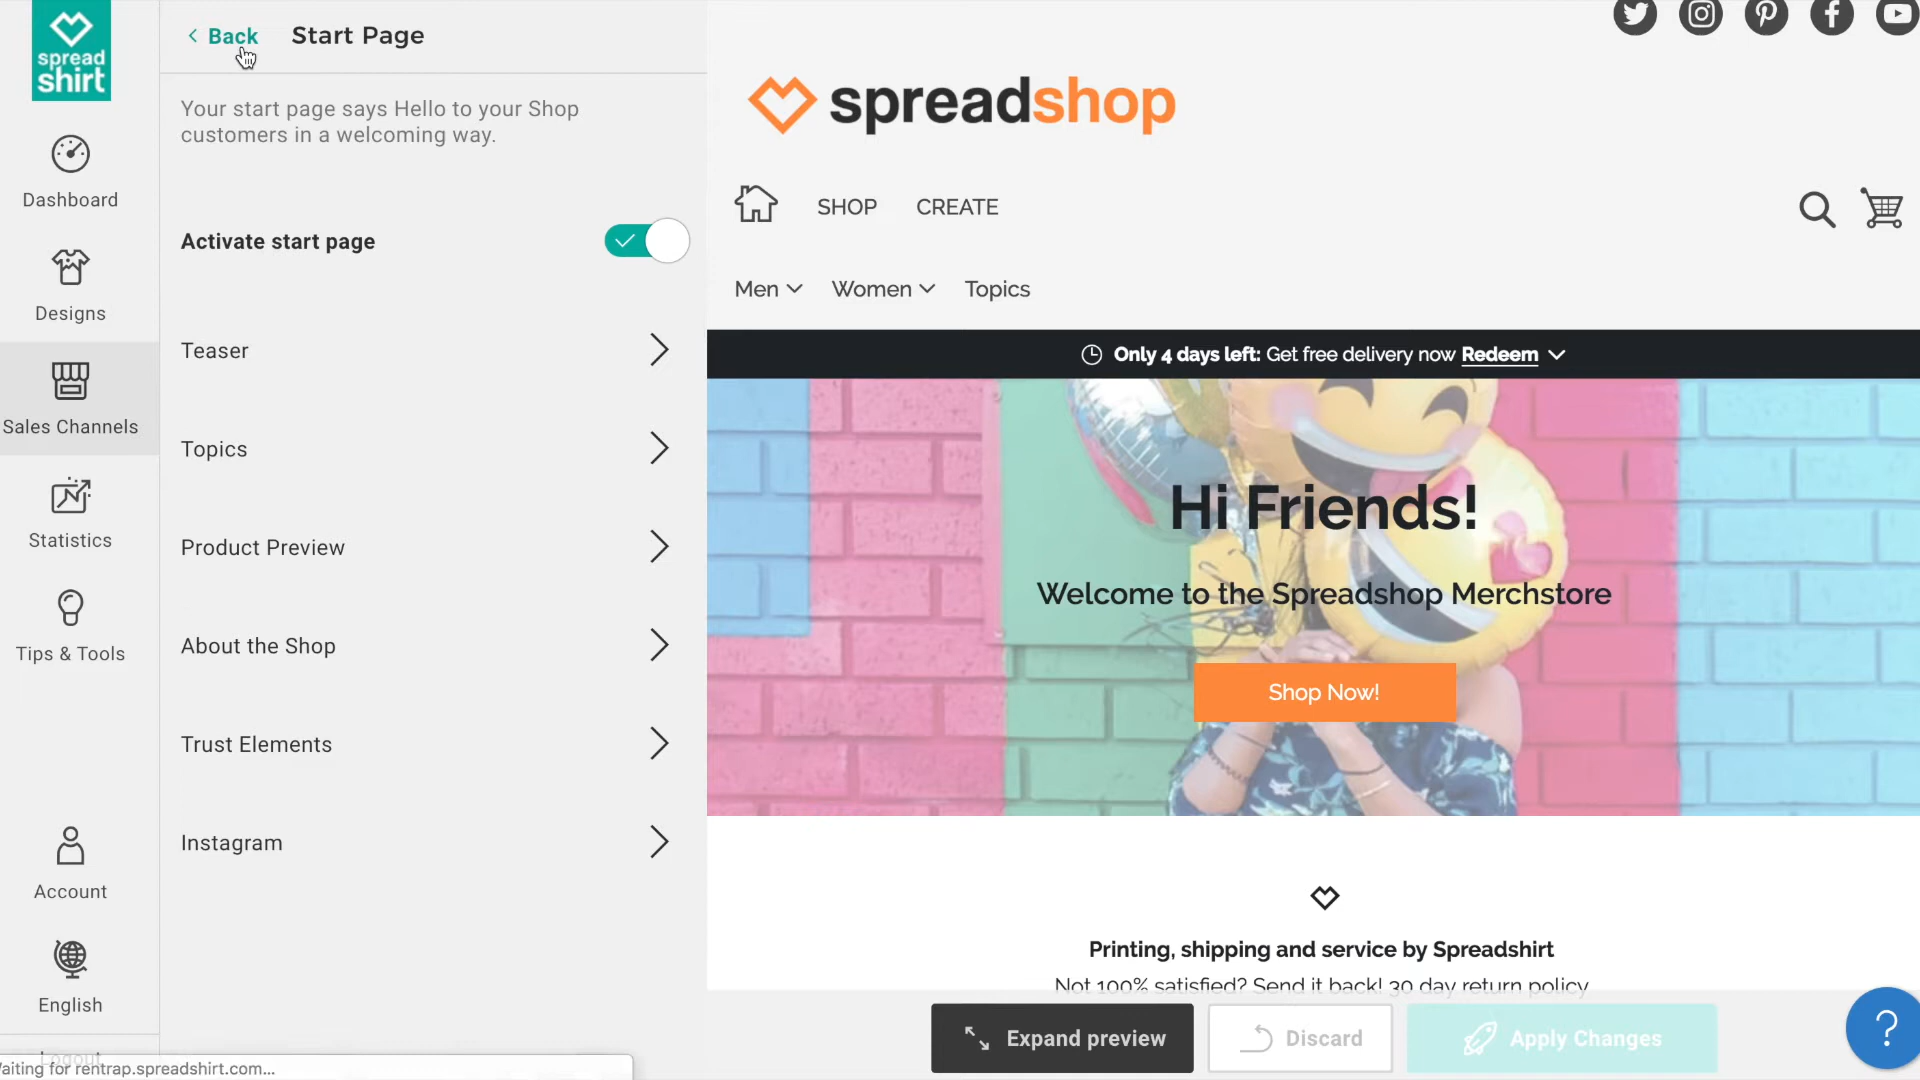 spread
shirt
Dashboard
Designs
Sales Channels
Statistics
Tips & Tools
Account
English
Logout
aiting for rentrap.spreadshirt.com...
Back
Start Page
Your start page says Hello to your Shop
customers in a welcoming way.
Activate start page
Teaser
Topics
Product Preview
About the Shop
Trust Elements
Instagram
spreadshop
SHOP CREATE
Men Women Topics
Only 4 days left: Get free delivery now Redeem
Hi Friends!
Welcome to the Spreadshop Merchstore
Shop Now!
Printing, shipping and service by Spreadshirt
Not 100% satisfied? Send it back! 30 day return policy
Expand preview
Discard
Apply Changes
?